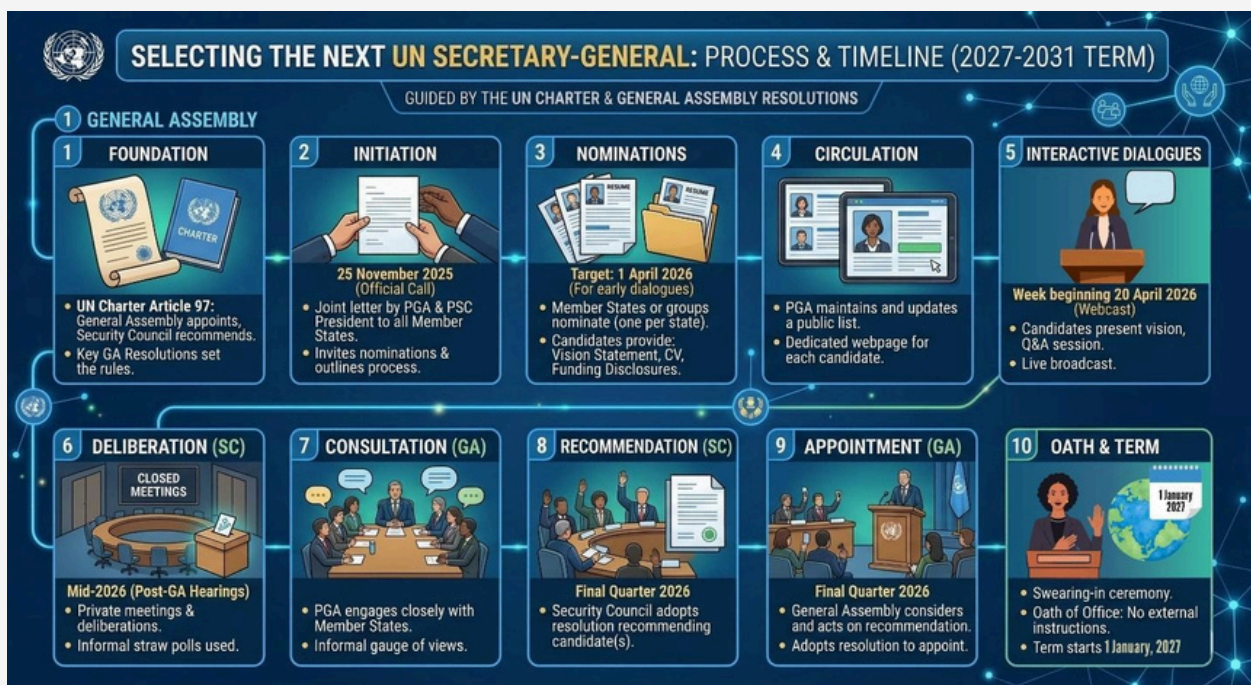 SELECTING THE NEXT UN SECRETARY-GENERAL: PROCESS & TIMELINE (2027-2031 TERM)
GUIDED BY THE UN CHARTER & GENERAL ASSEMBLY RESOLUTIONS
1 GENERAL ASSEMBLY
1 FOUNDATION
CHARTER
• UN Charter Article 97:
General Assembly appoints,
Security Council recommends.
• Key GA Resolutions set
the rules.
2 INITIATION
25 November 2025
(Official Call)
• Joint letter by PGA & PSC
President to all Member
States.
• Invites nominations &
outlines process.
3 NOMINATIONS
RESUME
RESUME
Target: 1 April 2026
(For early dialogues)
• Member States or groups
nominate (one per state).
• Candidates provide:
Vision Statement, CV,
Funding Disclosures.
4 CIRCULATION
• PGA maintains and updates
a public list.
• Dedicated webpage for
each candidate.
5 INTERACTIVE DIALOGUES
Week beginning 20 April 2026
(Webcast)
• Candidates present vision,
Q&A session.
• Live broadcast.
6 DELIBERATION (SC)
CLOSED
MEETINGS
Mid-2026 (Post-GA Hearings)
• Private meetings &
deliberations.
• Informal straw polls used.
7 CONSULTATION (GA)
• PGA engages closely with
Member States.
• Informal gauge of views.
8 RECOMMENDATION (SC)
Final Quarter 2026
• Security Council adopts
resolution recommending
candidate(s).
9 APPOINTMENT (GA)
Final Quarter 2026
• General Assembly considers
and acts on recommendation.
• Adopts resolution to appoint.
10 OATH & TERM
1 January
2027
• Swearing-in ceremony.
• Oath of Office: No external
instructions.
• Term starts 1 January, 2027